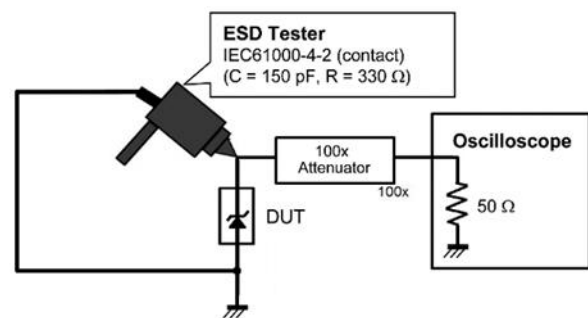 ESD Tester
IEC61000-4-2 (contact)
(C = 150 pF, R = 330 Ω)
100x
Attenuator
100x
Oscilloscope
50 Ω
DUT